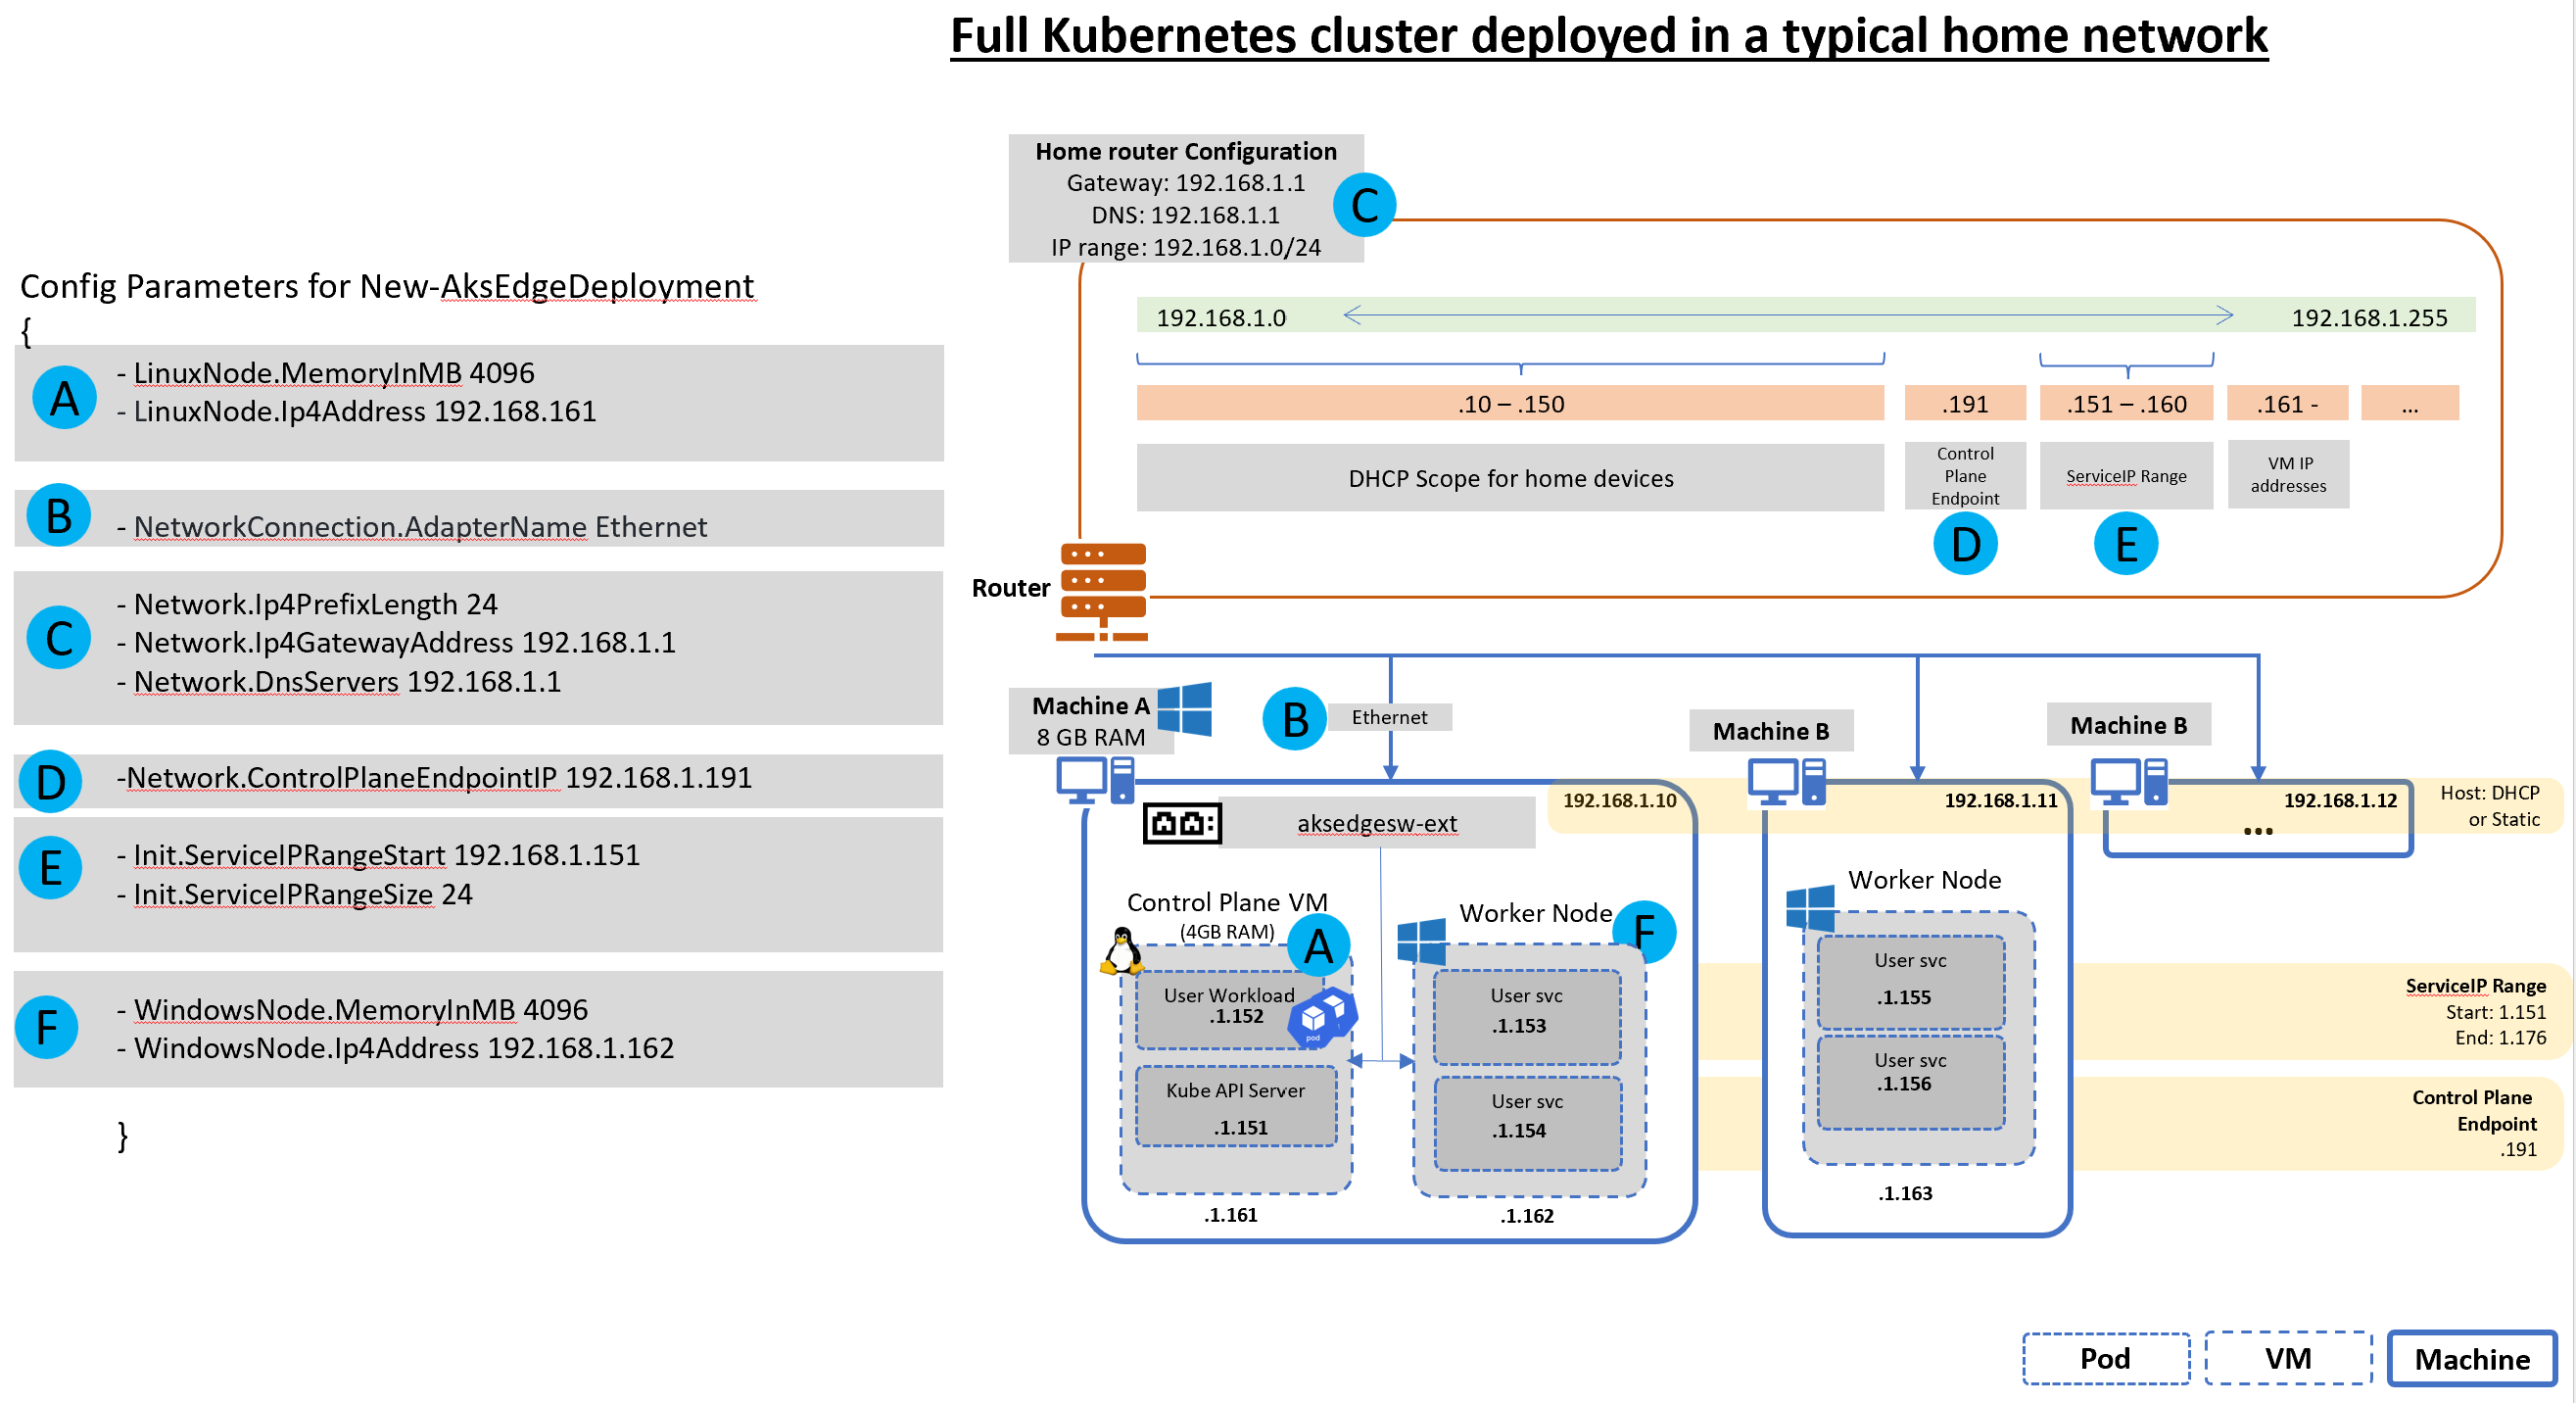 Full Kubernetes cluster deployed in a typical home network
Config Parameters for New-AksEdgeDeployment
{
A
- LinuxNode.MemoryInMB 4096
- LinuxNode.Ip4Address 192.168.161
B
- NetworkConnection.AdapterName Ethernet
C
- Network.Ip4PrefixLength 24
- Network.Ip4GatewayAddress 192.168.1.1
- Network.DnsServers 192.168.1.1
D
-Network.ControlPlaneEndpointIP 192.168.1.191
E
- Init.ServiceIPRangeStart 192.168.1.151
- Init.ServiceIPRangeSize 24
F
- WindowsNode.MemoryInMB 4096
- WindowsNode.Ip4Address 192.168.1.162
}
Home router Configuration
Gateway: 192.168.1.1
DNS: 192.168.1.1
IP range: 192.168.1.0/24
C
192.168.1.0
192.168.1.255
.10 – .150
.191
.151 – .160
.161 -
...
DHCP Scope for home devices
Control
Plane
Endpoint
ServiceIP Range
VM IP
addresses
D
E
Router
Machine A
8 GB RAM
B
Ethernet
Machine B
Machine B
192.168.1.10
192.168.1.11
192.168.1.12
...
Host: DHCP
or Static
aksedgesw-ext
Control Plane VM
(4GB RAM)
A
Worker Node
F
Worker Node
User Workload
.1.152
pod
Kube API Server
.1.151
.1.161
User svc
.1.153
User svc
.1.154
.1.162
User svc
.1.155
User svc
.1.156
.1.163
ServiceIP Range
Start: 1.151
End: 1.176
Control Plane
Endpoint
.191
Pod
VM
Machine